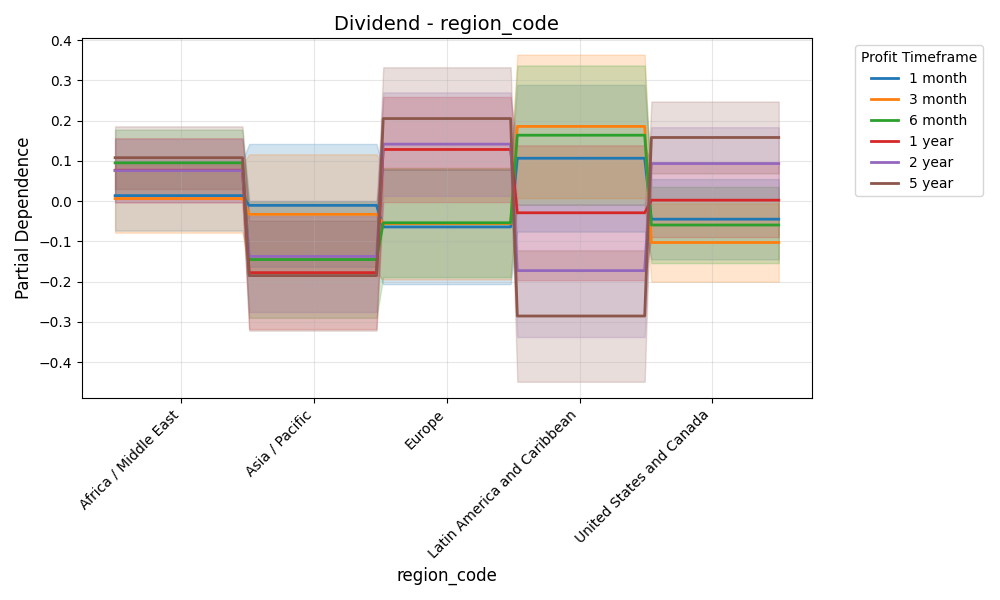 Dividend - region_code
Partial Dependence
0.4
0.3
0.2
0.1
0.0
−0.1
−0.2
−0.3
−0.4
Africa / Middle East
Asia / Pacific
Europe
Latin America and Caribbean
United States and Canada
region_code
Profit Timeframe
1 month
3 month
6 month
1 year
2 year
5 year